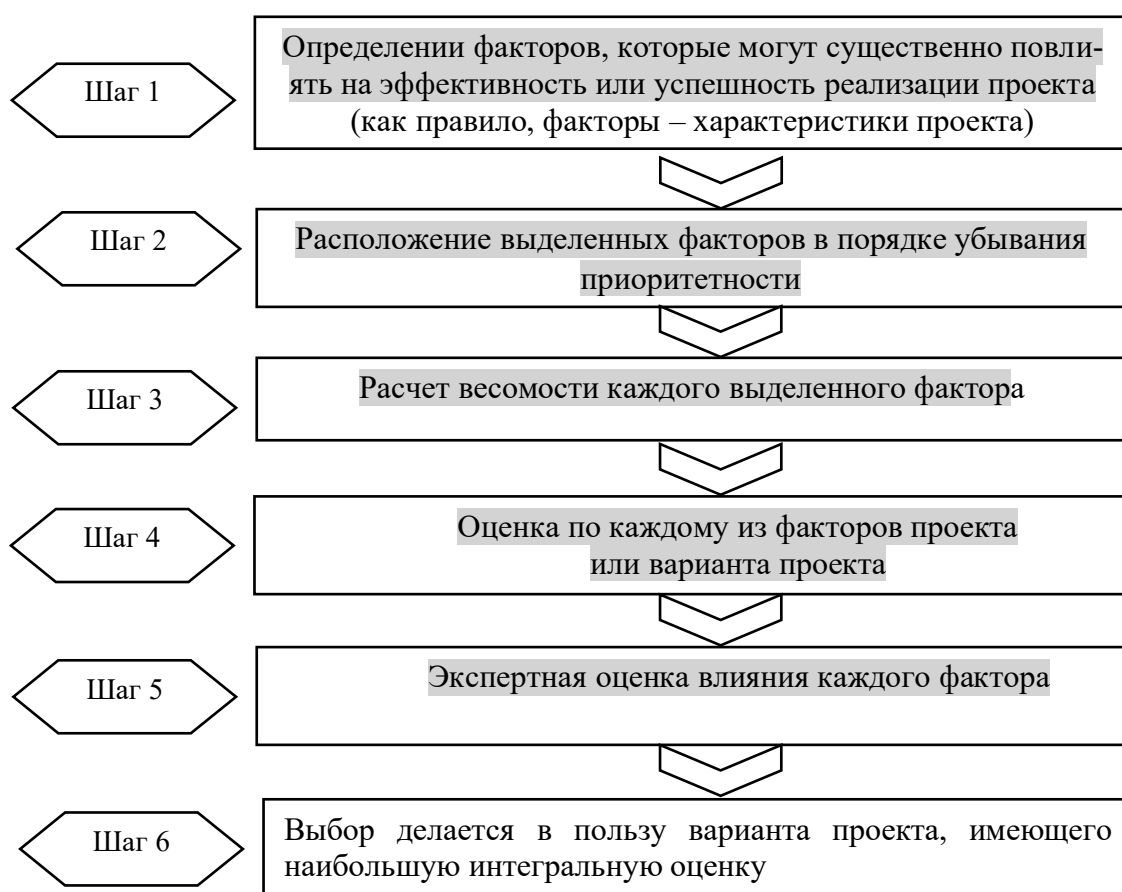 Шаг 1
Определении факторов, которые могут существенно повли-
ять на эффективность или успешность реализации проекта
(как правило, факторы – характеристики проекта)
Шаг 2
Расположение выделенных факторов в порядке убывания
приоритетности
Шаг 3
Расчет весомости каждого выделенного фактора
Шаг 4
Оценка по каждому из факторов проекта
или варианта проекта
Шаг 5
Экспертная оценка влияния каждого фактора
Шаг 6
Выбор делается в пользу варианта проекта, имеющего
наибольшую интегральную оценку